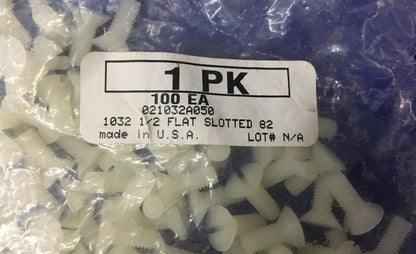 1 PK
100 EA
021032A050
1032 1/2 FLAT SLOTTED 82
made in U.S.A. LOT# N/A